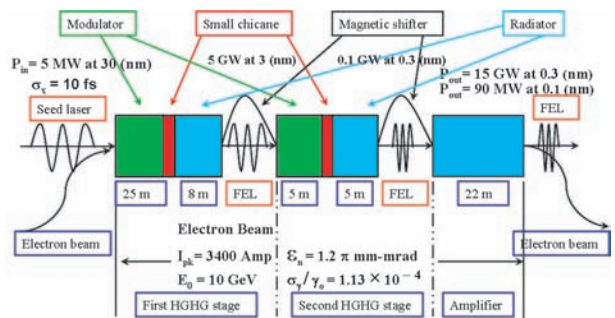 Modulator
Small chicane
Magnetic shifter
Radiator
P_in = 5 MW at 30 (nm)
σ_τ = 10 fs
5 GW at 3 (nm)
0.1 GW at 0.3 (nm)
P_out = 15 GW at 0.3 (nm)
P_out = 90 MW at 0.1 (nm)
Seed laser
FEL
25 m
8 m
FEL
5 m
5 m
FEL
22 m
Electron beam
Electron Beam
Electron beam
I_pk = 3400 Amp
ε_n = 1.2 π mm-mrad
E_0 = 10 GeV
σ_γ/γ_o = 1.13 × 10^-4
First HGHG stage
Second HGHG stage
Amplifier